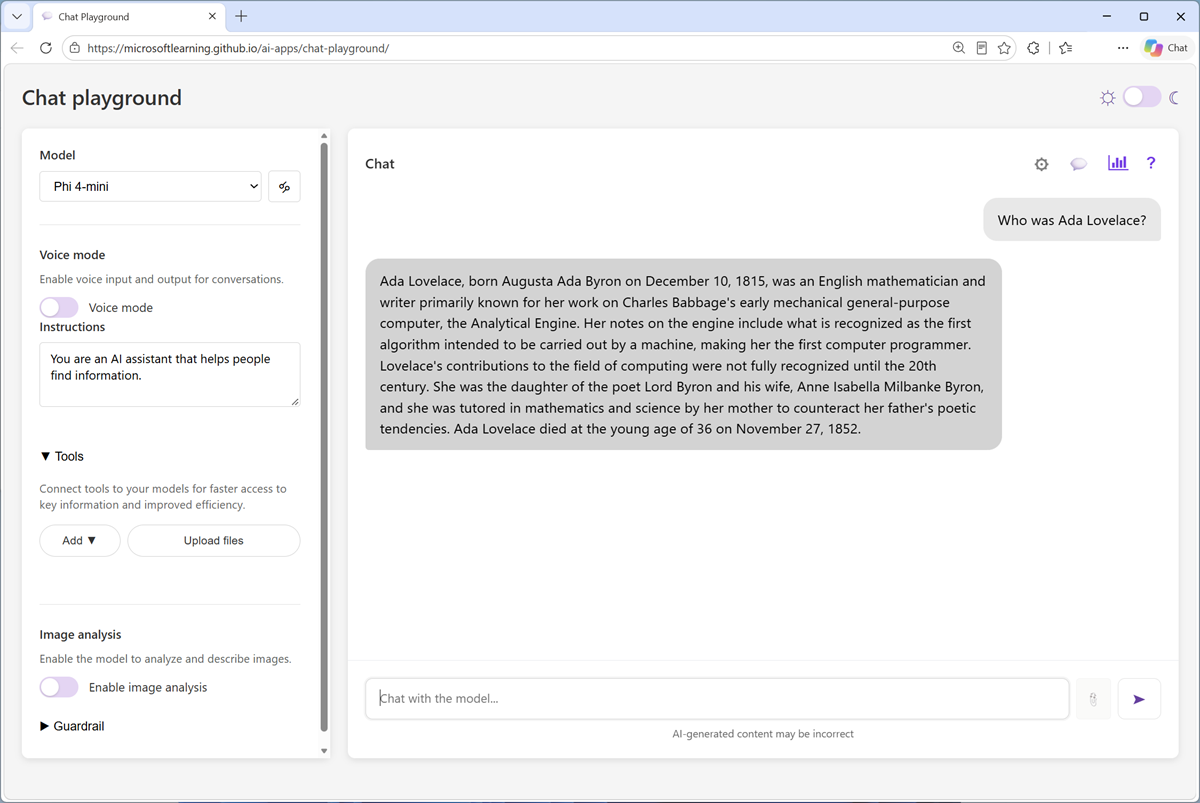 Chat Playground
https://microsoftlearning.github.io/ai-apps/chat-playground/
Chat
Chat playground
Model
Phi 4-mini
Voice mode
Enable voice input and output for conversations.
Voice mode
Instructions
You are an AI assistant that helps people
find information.
▼ Tools
Connect tools to your models for faster access to
key information and improved efficiency.
Add ▼
Upload files
Image analysis
Enable the model to analyze and describe images.
Enable image analysis
▶ Guardrail
Chat
?
Who was Ada Lovelace?
Ada Lovelace, born Augusta Ada Byron on December 10, 1815, was an English mathematician and
writer primarily known for her work on Charles Babbage's early mechanical general-purpose
computer, the Analytical Engine. Her notes on the engine include what is recognized as the first
algorithm intended to be carried out by a machine, making her the first computer programmer.
Lovelace's contributions to the field of computing were not fully recognized until the 20th
century. She was the daughter of the poet Lord Byron and his wife, Anne Isabella Milbanke Byron,
and she was tutored in mathematics and science by her mother to counteract her father's poetic
tendencies. Ada Lovelace died at the young age of 36 on November 27, 1852.
Chat with the model...
AI-generated content may be incorrect